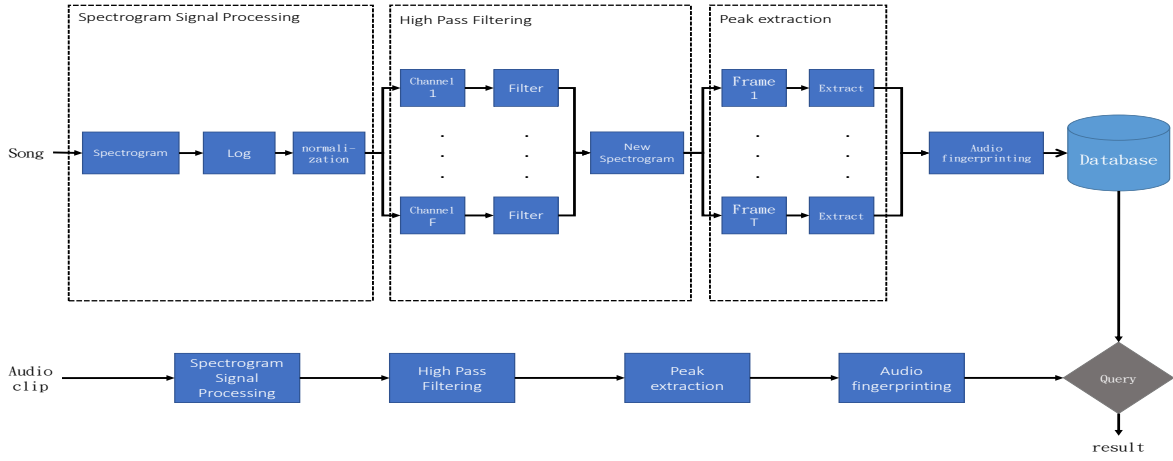 Spectrogram Signal Processing
High Pass Filtering
Peak extraction
Song
Spectrogram
Log
normali-
zation
Channel
1
Filter
.
.
.
.
Channel
F
Filter
New
Spectrogram
Frame
1
Extract
.
.
.
.
Frame
T
Extract
Audio
fingerprinting
Database
Audio
clip
Spectrogram
Signal
Processing
High Pass
Filtering
Peak
extraction
Audio
fingerprinting
Query
result